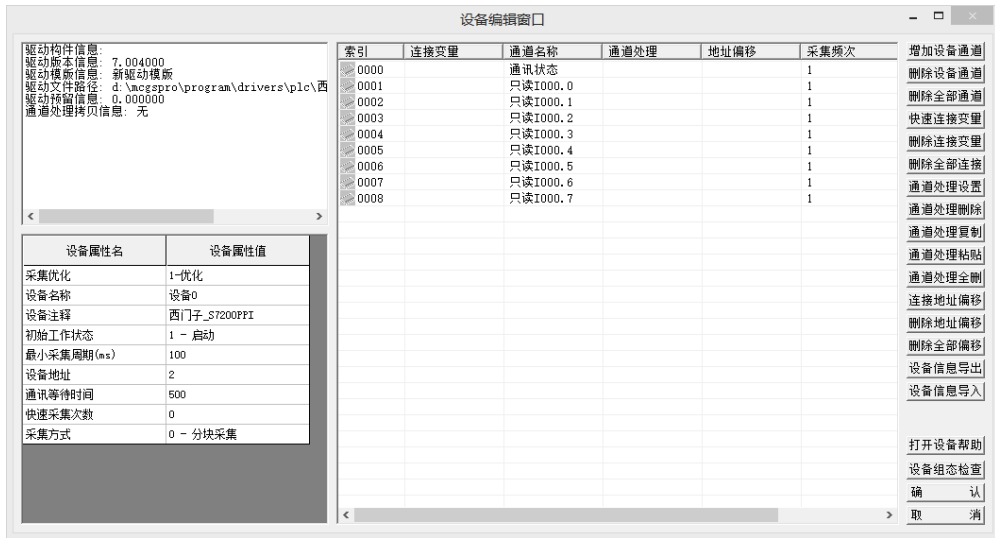 设备编辑窗口
驱动构件信息:
驱动版本信息: 7.004000
驱动模版信息: 新驱动模版
驱动文件路径: d:\mcgspro\program\drivers\plc\西
驱动预留信息: 0.000000
通道处理拷贝信息: 无
设备属性名 设备属性值
采集优化 1-优化
设备名称 设备0
设备注释 西门子_S7200PPI
初始工作状态 1 - 启动
最小采集周期(ms) 100
设备地址 2
通讯等待时间 500
快速采集次数 0
采集方式 0 - 分块采集
索引 连接变量 通道名称 通道处理 地址偏移 采集频次
0000 通讯状态 1
0001 只读I000.0 1
0002 只读I000.1 1
0003 只读I000.2 1
0004 只读I000.3 1
0005 只读I000.4 1
0006 只读I000.5 1
0007 只读I000.6 1
0008 只读I000.7 1
增加设备通道
删除设备通道
删除全部通道
快速连接变量
删除连接变量
删除全部连接
通道处理设置
通道处理删除
通道处理复制
通道处理粘贴
通道处理全删
连接地址偏移
删除地址偏移
删除全部偏移
设备信息导出
设备信息导入
打开设备帮助
设备组态检查
确 认
取 消